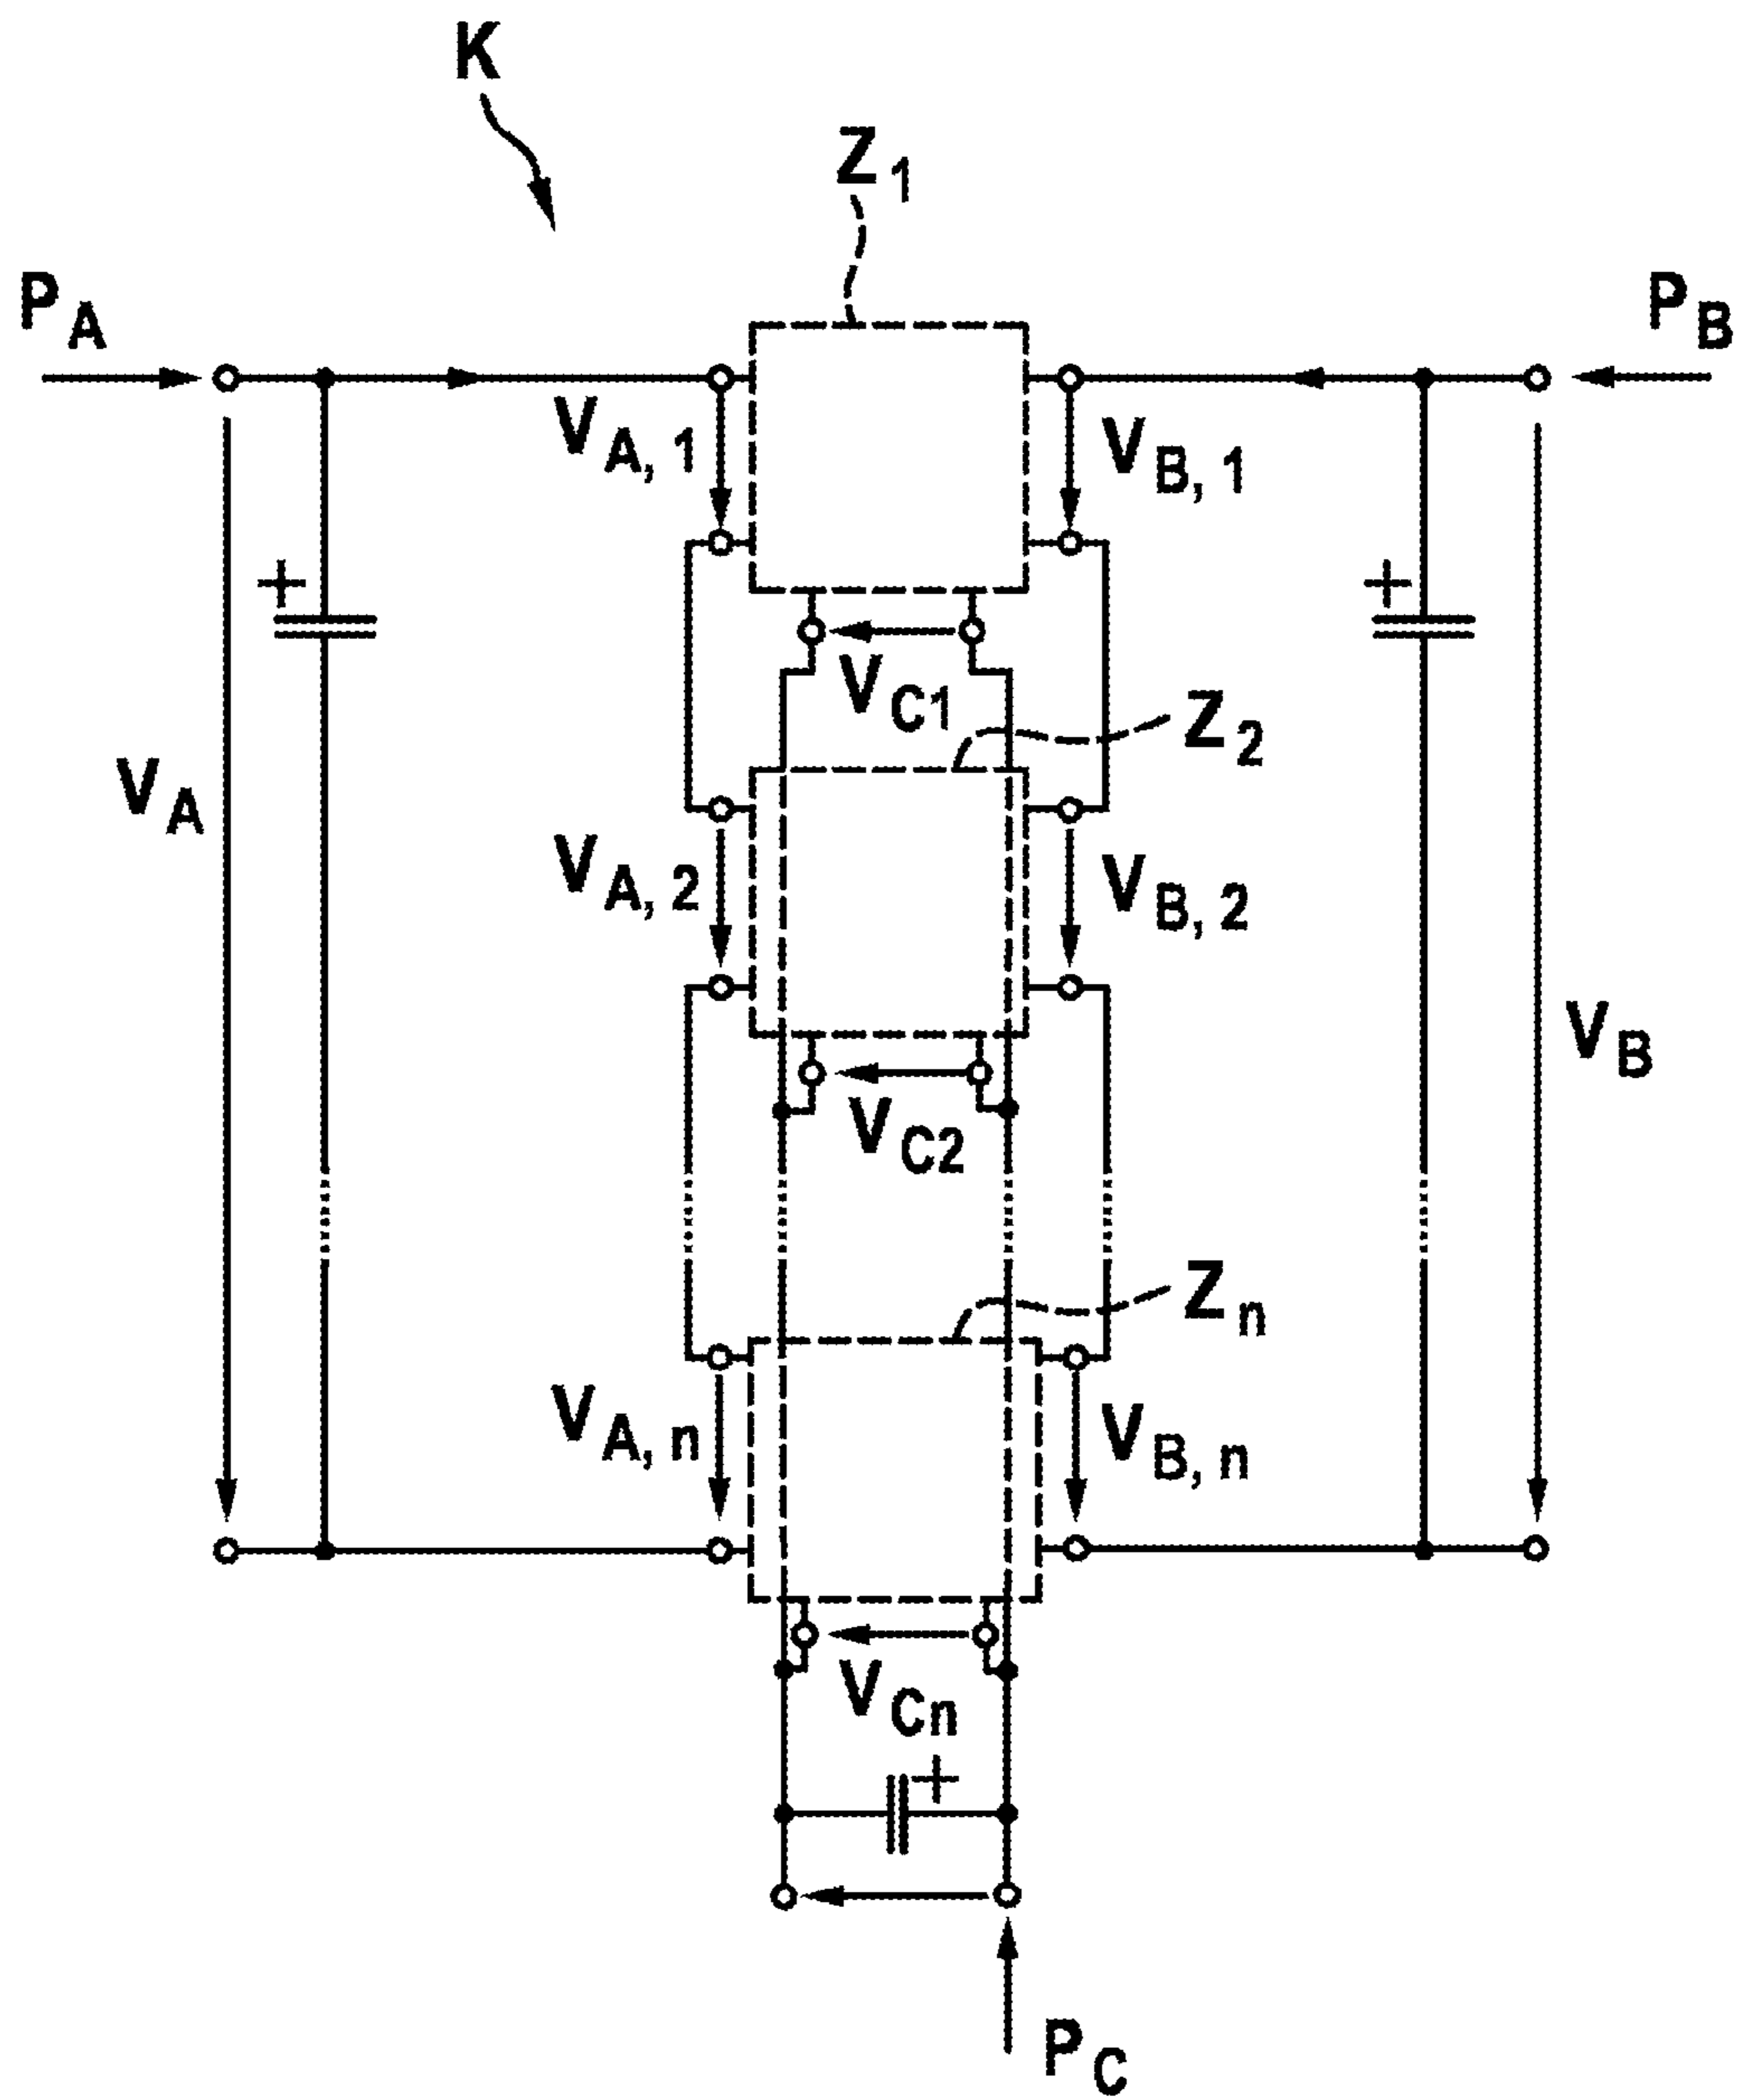 K
Z1
PA
PB
VA, 1
VB, 1
+
+
VC1
Z2
VA
VA, 2
VB, 2
VB
VC2
Zn
VA, n
VB, n
VCn
+
PC